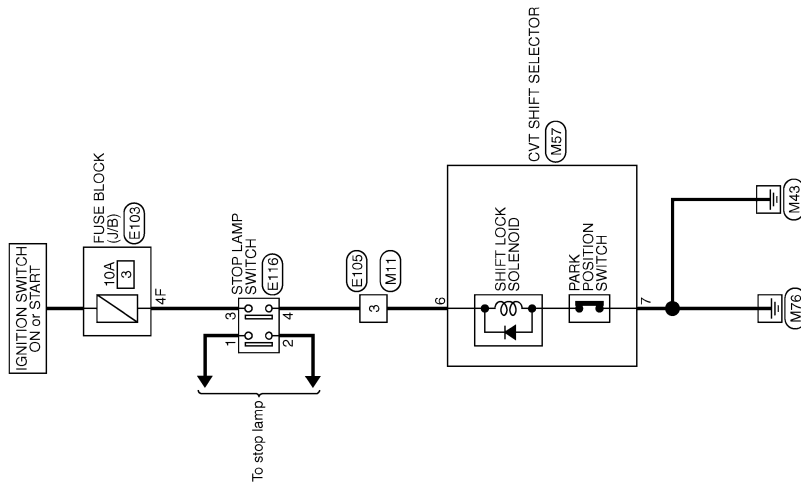 IGNITION SWITCH
ON or START
FUSE BLOCK
(J/B)
E103
10A
3
4F
STOP LAMP
SWITCH
E116
3
1
4
2
To stop lamp
E105
3
M11
6
CVT SHIFT SELECTOR
M57
SHIFT LOCK
SOLENOID
PARK
POSITION
SWITCH
7
M76
M43